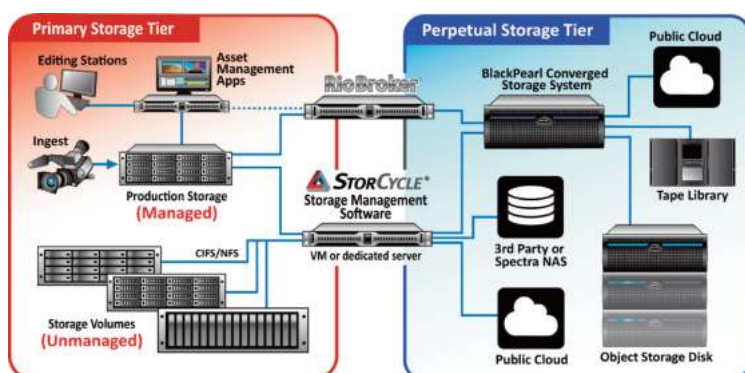 Primary Storage Tier
Editing Stations
Asset
Management
Apps
Ingest
Production Storage
(Managed)
CIFS/NFS
Storage Volumes
(Unmanaged)
RioBroker
STORCYCLE®
Storage Management
Software
VM or dedicated server
Perpetual Storage Tier
BlackPearl Converged
Storage System
Public Cloud
Tape Library
3rd Party or
Spectra NAS
Public Cloud
Object Storage Disk